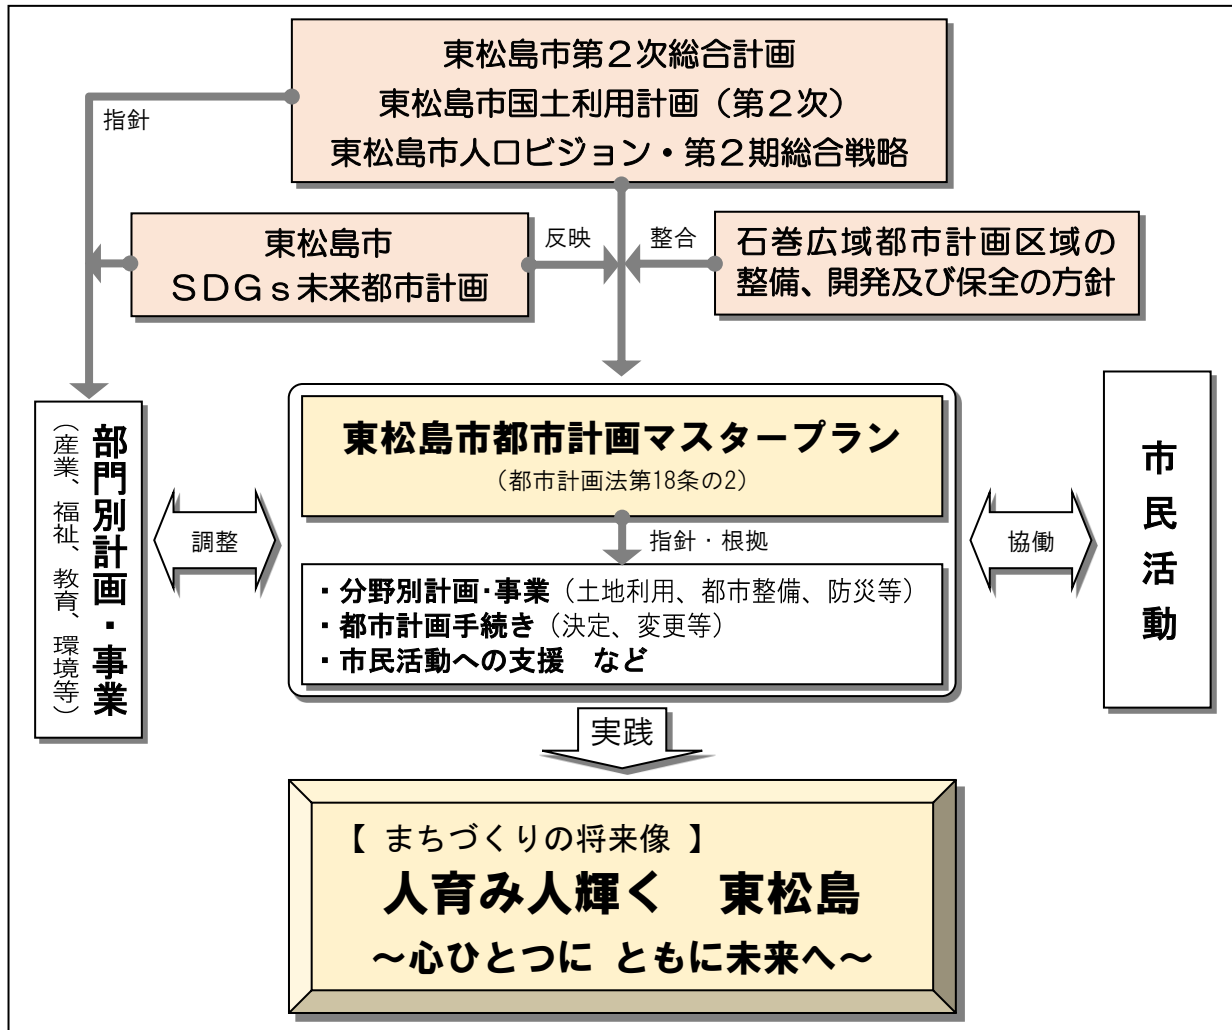 東松島市第２次総合計画
東松島市国土利用計画（第２次）
東松島市人口ビジョン・第２期総合戦略
指針
東松島市
ＳＤＧｓ未来都市計画
反映
整合
石巻広域都市計画区域の
整備、開発及び保全の方針
部門別計画・事業
（産業、福祉、教育、環境等）
調整
東松島市都市計画マスタープラン
（都市計画法第18条の2）
指針・根拠
・分野別計画・事業（土地利用、都市整備、防災等）
・都市計画手続き（決定、変更等）
・市民活動への支援　など
協働
市民活動
実践
【 まちづくりの将来像 】
人育み人輝く　東松島
～心ひとつに ともに未来へ～